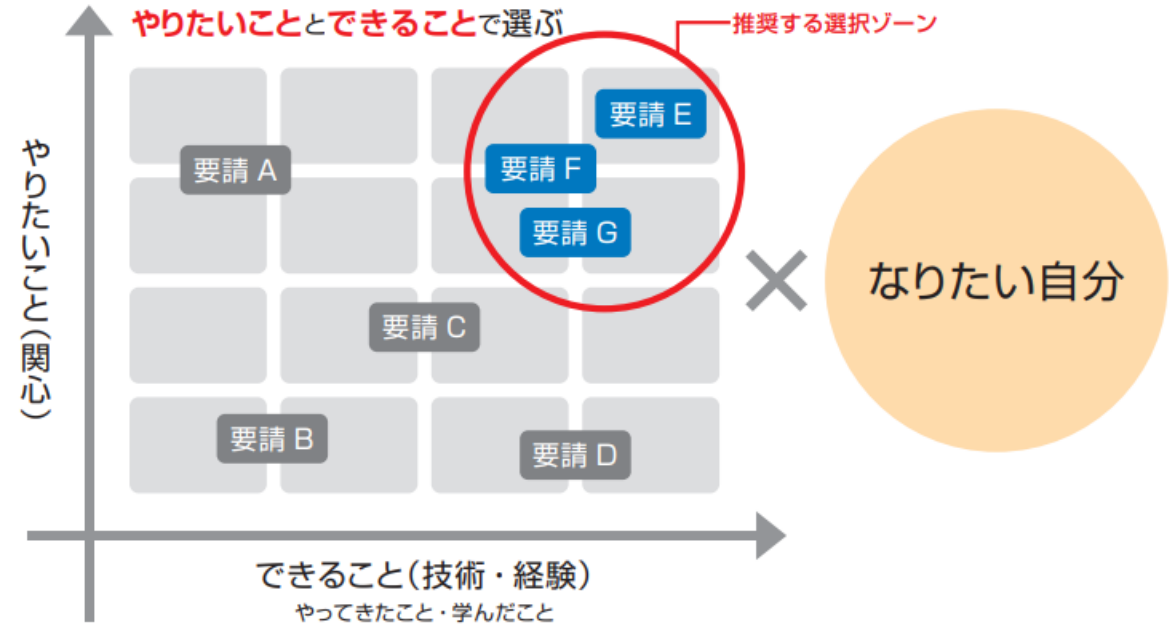 やりたいこととできることで選ぶ
推奨する選択ゾーン
要請 E
要請 F
要請 A
要請 G
要請 C
要請 B
要請 D
やりたいこと(関心)
×
なりたい自分
できること(技術・経験)
やってきたこと・学んだこと